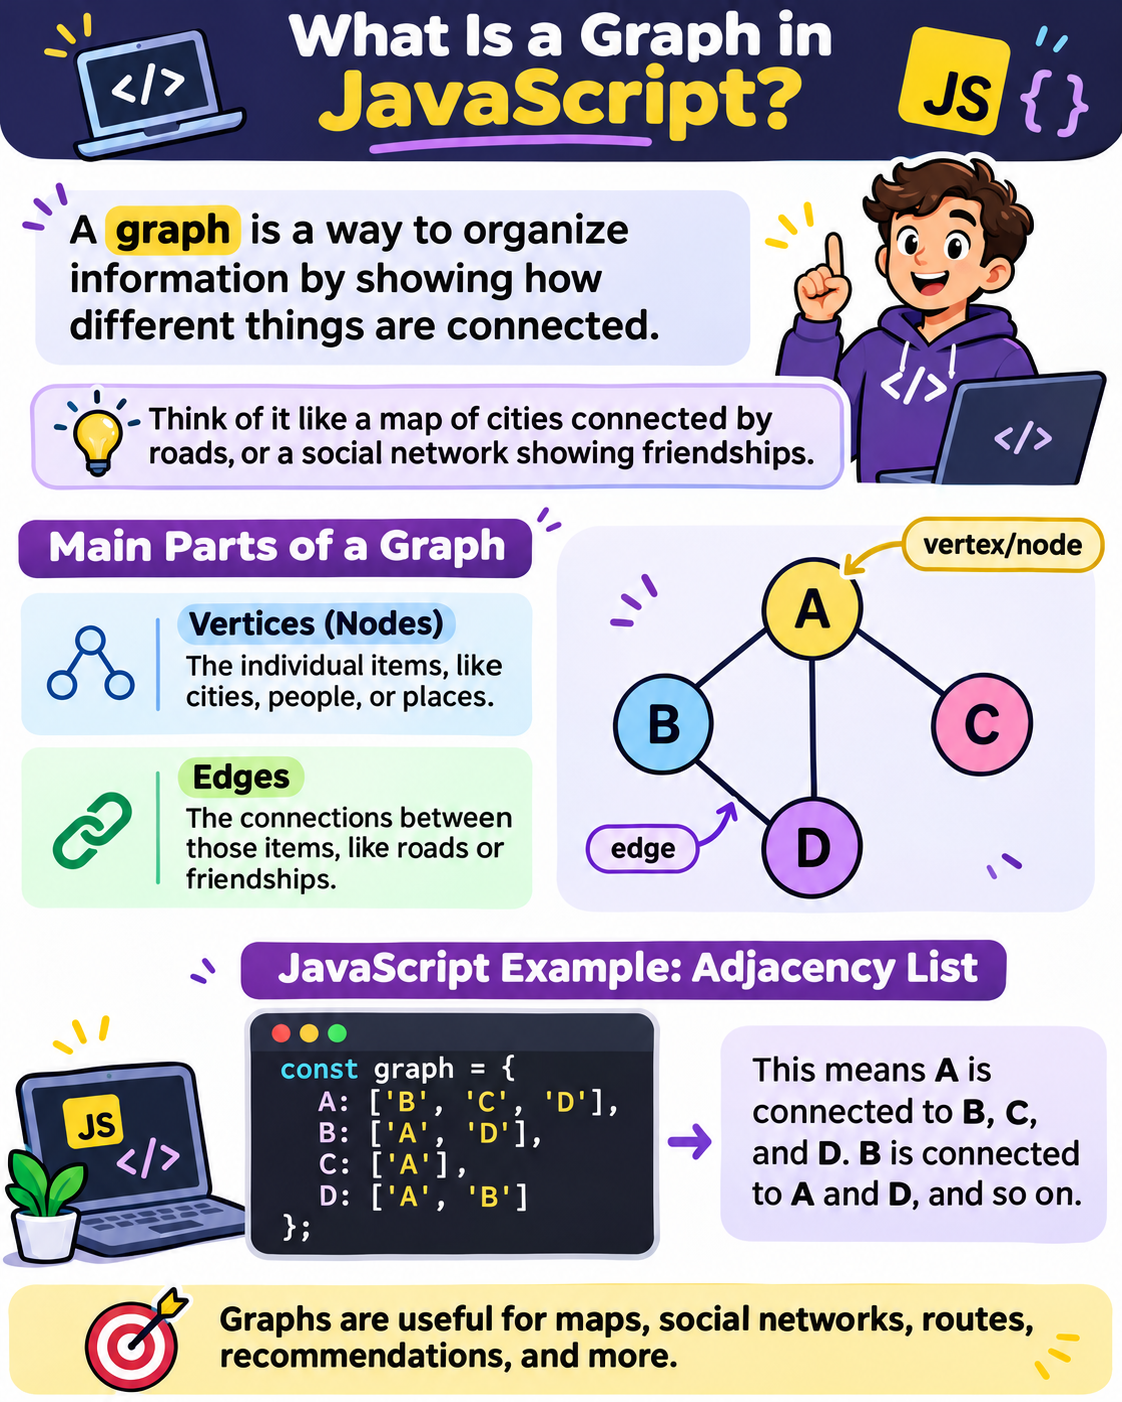 What Is a Graph in
JavaScript?
</>
JS
{}
A graph is a way to organize
information by showing how
different things are connected.
</>
</>
Think of it like a map of cities connected by
roads, or a social network showing friendships.
Main Parts of a Graph
Vertices (Nodes)
The individual items, like
cities, people, or places.
Edges
The connections between
those items, like roads or
friendships.
vertex/node
A
B
C
D
edge
JavaScript Example: Adjacency List
JS
</>
const graph = {
  A: ['B', 'C', 'D'],
  B: ['A', 'D'],
  C: ['A'],
  D: ['A', 'B']
};
This means A is
connected to B, C,
and D. B is connected
to A and D, and so on.
Graphs are useful for maps, social networks, routes,
recommendations, and more.